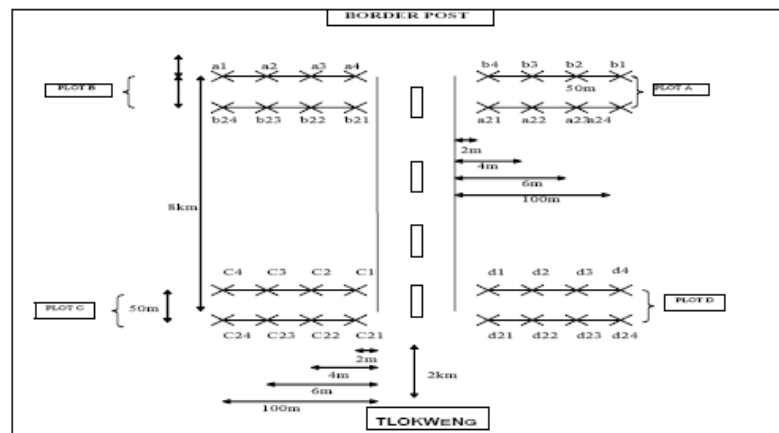 BORDER POST
a1 a2 a3 a4 b4 b3 b2 b1
PLOT B 50m PLOT A
b24 b23 b22 b21 a21 a22 a23 a24
2m
4m
6m
8km 100m
C4 C3 C2 C1 d1 d2 d3 d4
PLOT C 50m PLOT D
C24 C23 C22 C21 d21 d22 d23 d24
2m
4m 2km
6m
100m
TLOKWENG